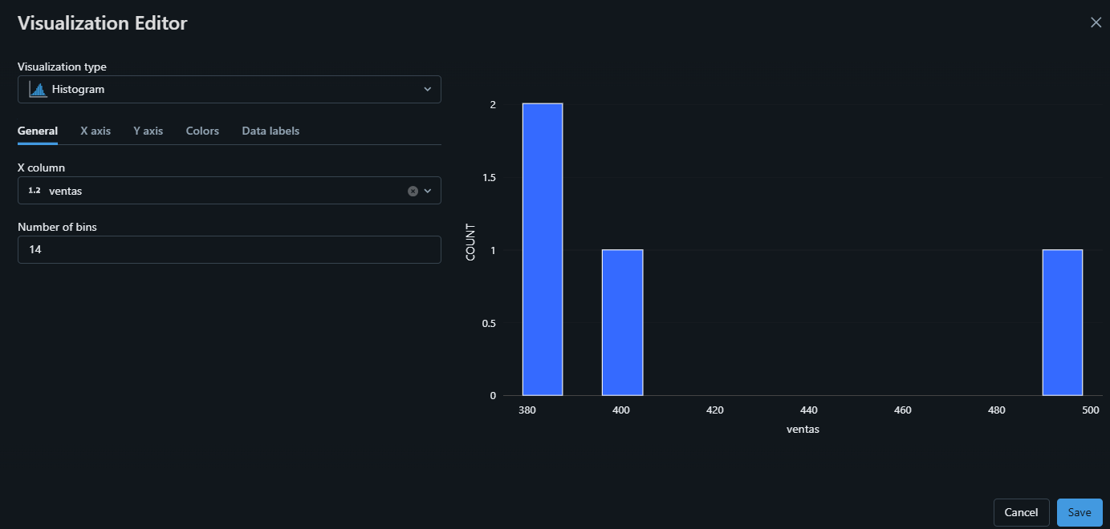 Visualization Editor
Visualization type
Histogram
General X axis Y axis Colors Data labels
X column
1.2 ventas
Number of bins
14
2
1.5
1
0.5
0
COUNT
380 400 420 440 460 480 500
ventas
Cancel Save